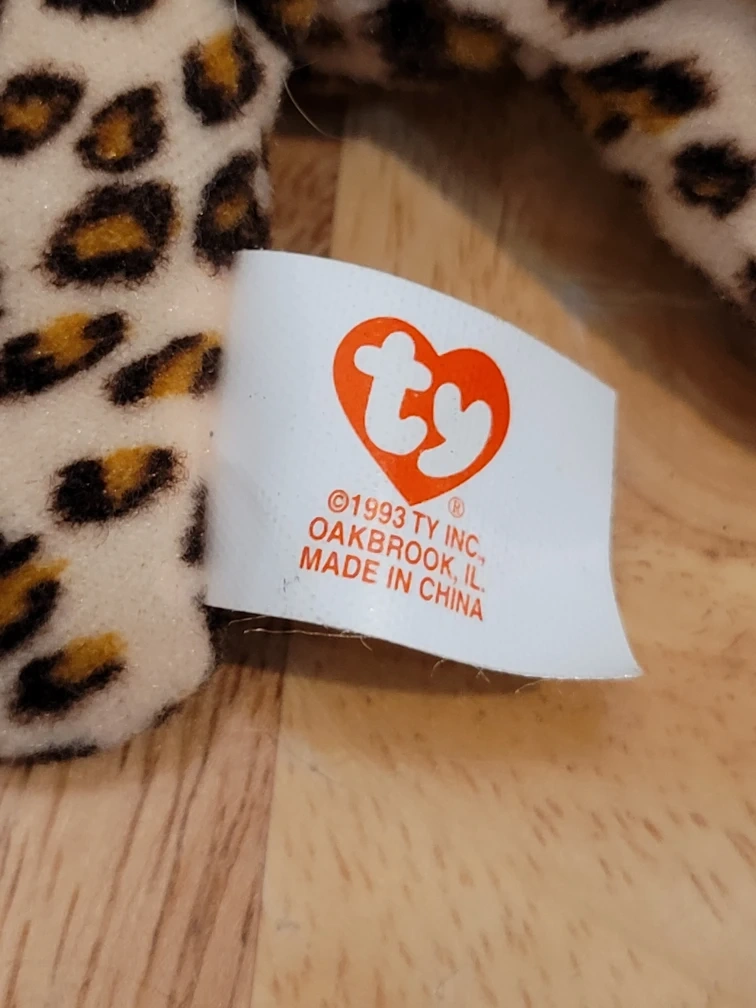 ty
®
©1993 TY INC.,
OAKBROOK, IL.
MADE IN CHINA